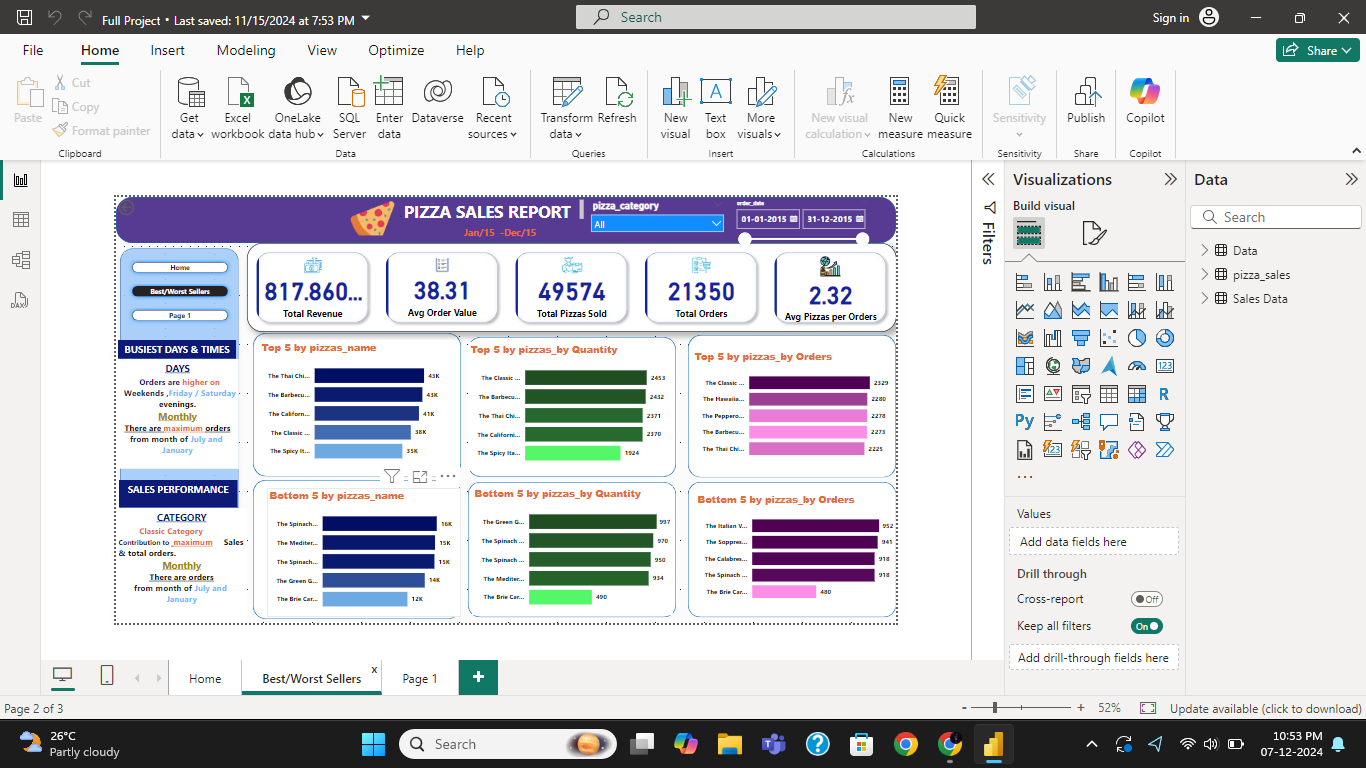 Full Project • Last saved: 11/15/2024 at 7:53 PM
Search
Sign in
File Home Insert Modeling View Optimize Help
Share
Paste
Cut
Copy
Format painter
Clipboard
Get data
Excel workbook
OneLake data hub
SQL Server
Enter data
Dataverse
Recent sources
Data
Transform data
Refresh
Queries
New visual
Text box
More visuals
Insert
New visual calculation
New measure
Quick measure
Calculations
Sensitivity
Sensitivity
Publish
Share
Copilot
Copilot
PIZZA SALES REPORT
Jan/15 -Dec/15
pizza_category
All
order_date
01-01-2015
31-12-2015
Home
Best/Worst Sellers
Page 1
817.860...
Total Revenue
38.31
Avg Order Value
49574
Total Pizzas Sold
21350
Total Orders
2.32
Avg Pizzas per Orders
BUSIEST DAYS & TIMES
DAYS
Orders are higher on
Weekends ,Friday / Saturday
evenings.
Monthly
There are maximum orders
from month of July and
January
SALES PERFORMANCE
CATEGORY
Classic Category
Contribution to maximum Sales
& total orders.
Monthly
There are orders
from month of July and
January
Top 5 by pizzas_name
The Thai Chi... 43K
The Barbecu... 43K
The Californ... 41K
The Classic ... 38K
The Spicy It... 35K
Top 5 by pizzas_by Quantity
The Classic ... 2453
The Barbecu... 2432
The Thai Chi... 2371
The Californi... 2370
The Spicy Ita... 1924
Top 5 by pizzas_by Orders
The Classic ... 2329
The Hawaiia... 2280
The Peppero... 2278
The Barbecu... 2273
The Thai Chi... 2225
Bottom 5 by pizzas_name
The Spinach... 16K
The Mediter... 15K
The Spinach... 15K
The Green G... 14K
The Brie Car... 12K
Bottom 5 by pizzas_by Quantity
The Green G... 997
The Spinach ... 970
The Spinach ... 950
The Mediter... 934
The Brie Car... 490
Bottom 5 by pizzas_by Orders
The Italian V... 952
The Soppres... 941
The Calabres... 918
The Spinach ... 918
The Brie Car... 480
Filters
Visualizations
Build visual
123
R
Py
Values
Add data fields here
Drill through
Cross-report
Off
Keep all filters
On
Add drill-through fields here
Data
Search
Data
pizza_sales
Sales Data
DAX
Home
Best/Worst Sellers
x
Page 1
+
Page 2 of 3
- + 52%
Update available (click to download)
26°C
Partly cloudy
Search
10:53 PM
07-12-2024